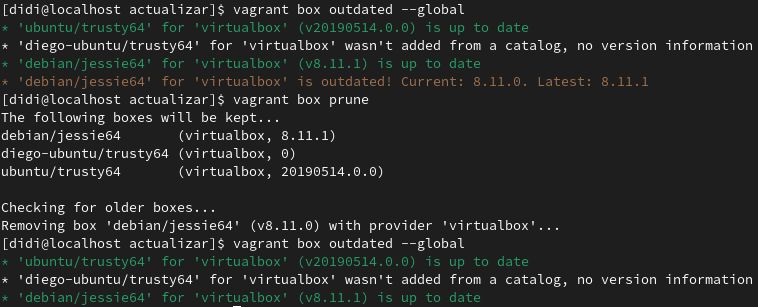 [didi@localhost actualizar]$ vagrant box outdated --global
* 'ubuntu/trusty64' for 'virtualbox' (v20190514.0.0) is up to date
* 'diego-ubuntu/trusty64' for 'virtualbox' wasn't added from a catalog, no version information
* 'debian/jessie64' for 'virtualbox' (v8.11.1) is up to date
* 'debian/jessie64' for 'virtualbox' is outdated! Current: 8.11.0. Latest: 8.11.1
[didi@localhost actualizar]$ vagrant box prune
The following boxes will be kept...
debian/jessie64       (virtualbox, 8.11.1)
diego-ubuntu/trusty64 (virtualbox, 0)
ubuntu/trusty64       (virtualbox, 20190514.0.0)

Checking for older boxes...
Removing box 'debian/jessie64' (v8.11.0) with provider 'virtualbox'...
[didi@localhost actualizar]$ vagrant box outdated --global
* 'ubuntu/trusty64' for 'virtualbox' (v20190514.0.0) is up to date
* 'diego-ubuntu/trusty64' for 'virtualbox' wasn't added from a catalog, no version information
* 'debian/jessie64' for 'virtualbox' (v8.11.1) is up to date